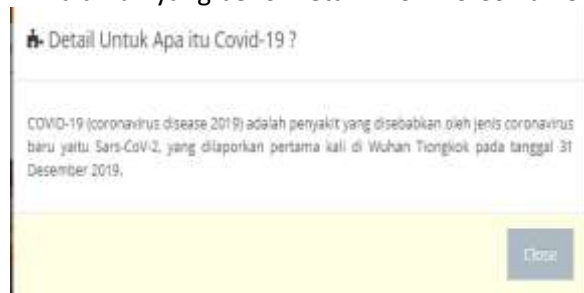 Detail Untuk Apa itu Covid-19 ?
COVID-19 (coronavirus disease 2019) adalah penyakit yang disebabkan oleh jenis coronavirus
baru yaitu Sars-CoV-2, yang dilaporkan pertama kali di Wuhan Tiongkok pada tanggal 31
Desember 2019.
Close